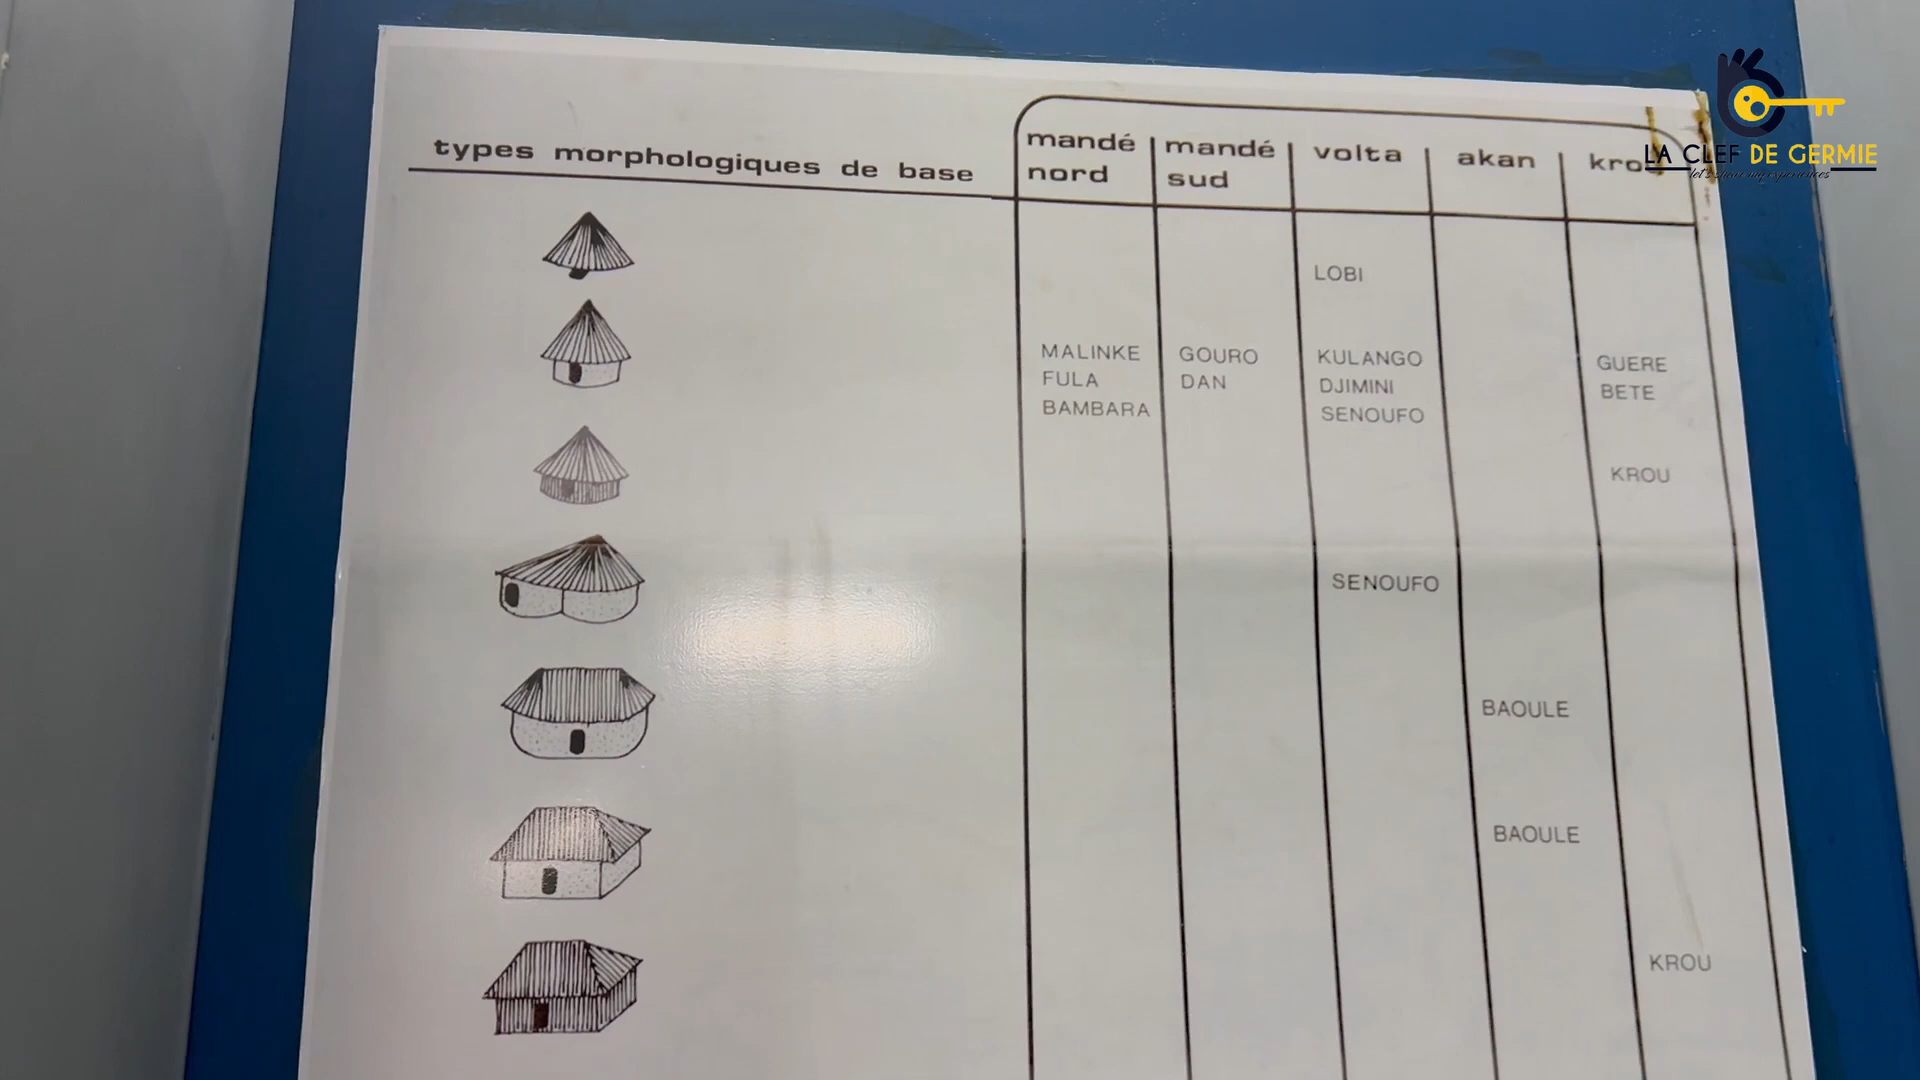 LA CLEF DE GERMIE
types morphologiques de base
mandé nord
mandé sud
volta
akan
LOBI
MALINKE GOURO KULANGO GUERE
FULA DAN DJIMINI BETE
BAMBARA SENOUFO
KROU
SENOUFO
BAOULE
BAOULE
KROU